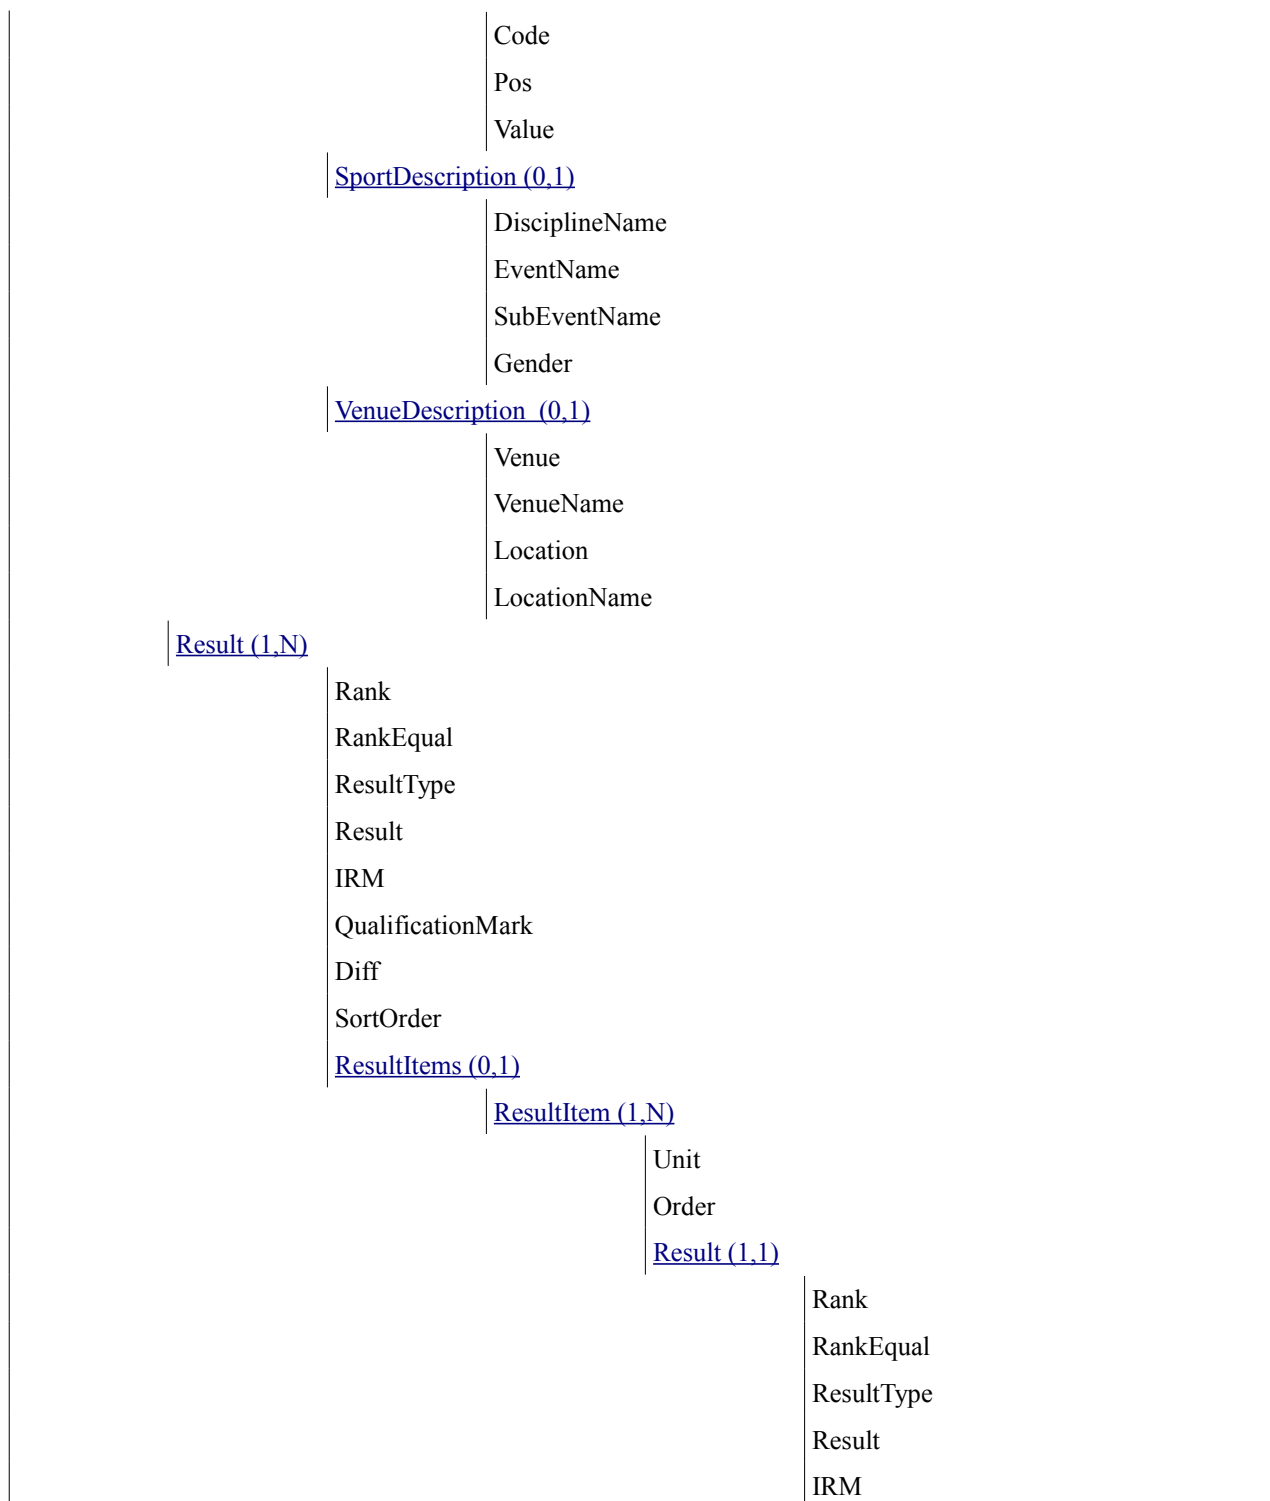 Code
Pos
Value
SportDescription (0,1)
DisciplineName
EventName
SubEventName
Gender
VenueDescription  (0,1)
Venue
VenueName
Location
LocationName
Result (1,N)
Rank
RankEqual
ResultType
Result
IRM
QualificationMark
Diff
SortOrder
ResultItems (0,1)
ResultItem (1,N)
Unit
Order
Result (1,1)
Rank
RankEqual
ResultType
Result
IRM